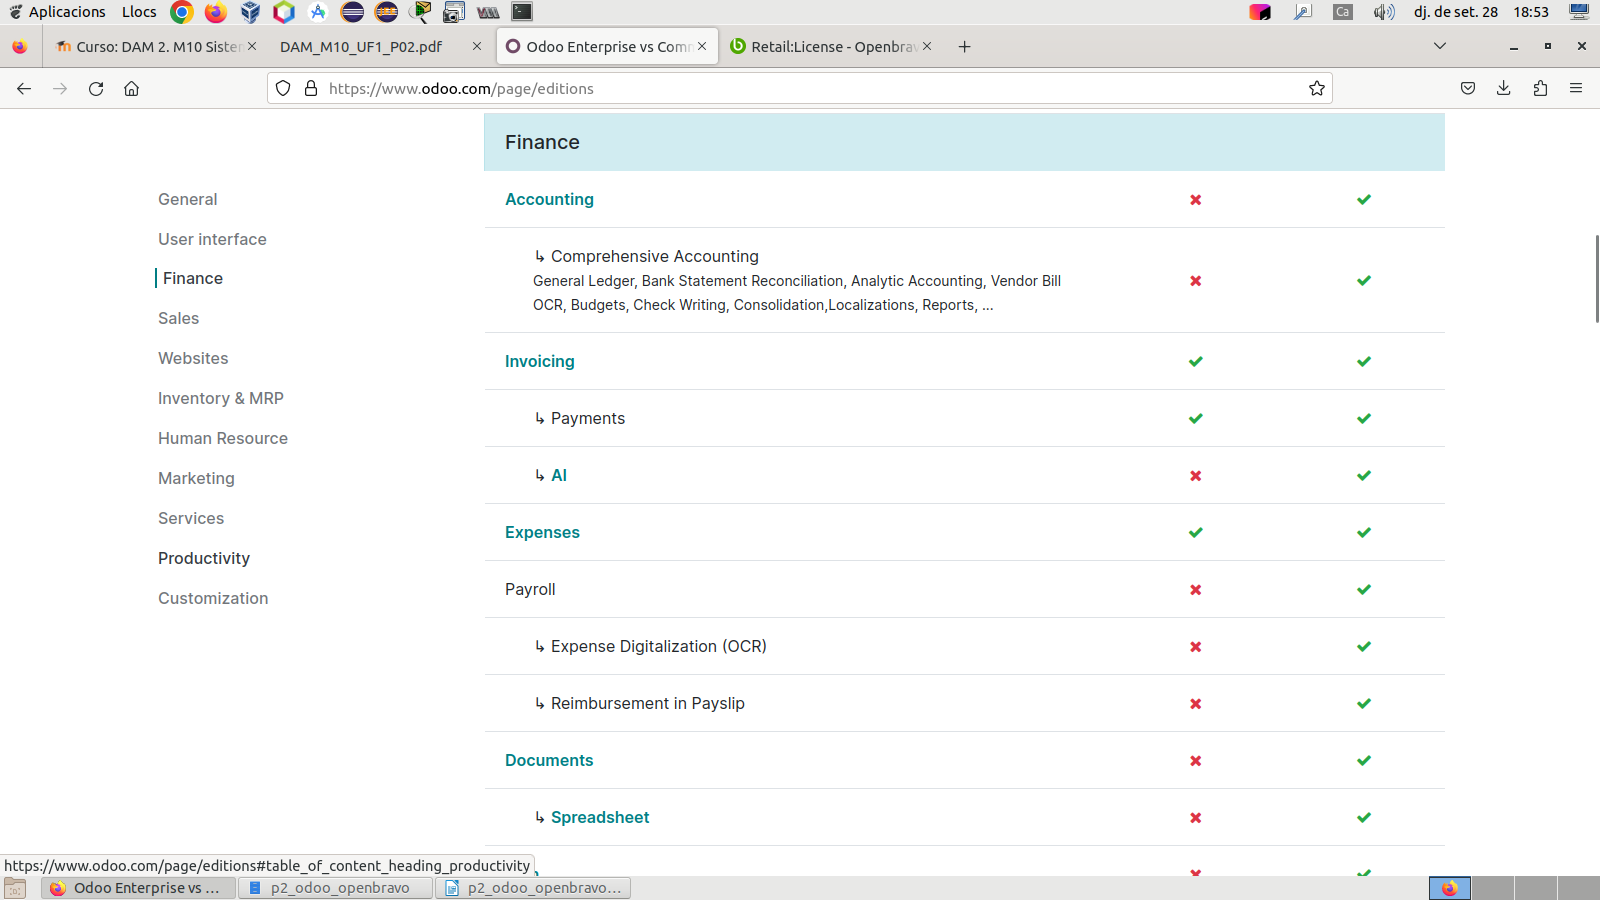 Aplicacions Llocs
Ca
dj. de set. 28 18:53
Curso: DAM 2. M10 Sister
DAM_M10_UF1_P02.pdf
Odoo Enterprise vs Com
Retail:License - Openbra
https://www.odoo.com/page/editions
General
User interface
Finance
Sales
Websites
Inventory & MRP
Human Resource
Marketing
Services
Productivity
Customization
Finance
Accounting
↳ Comprehensive Accounting
General Ledger, Bank Statement Reconciliation, Analytic Accounting, Vendor Bill
OCR, Budgets, Check Writing, Consolidation,Localizations, Reports, ...
Invoicing
↳ Payments
↳ AI
Expenses
Payroll
↳ Expense Digitalization (OCR)
↳ Reimbursement in Payslip
Documents
↳ Spreadsheet
https://www.odoo.com/page/editions#table_of_content_heading_productivity
Odoo Enterprise vs ...
p2_odoo_openbravo
p2_odoo_openbravo...